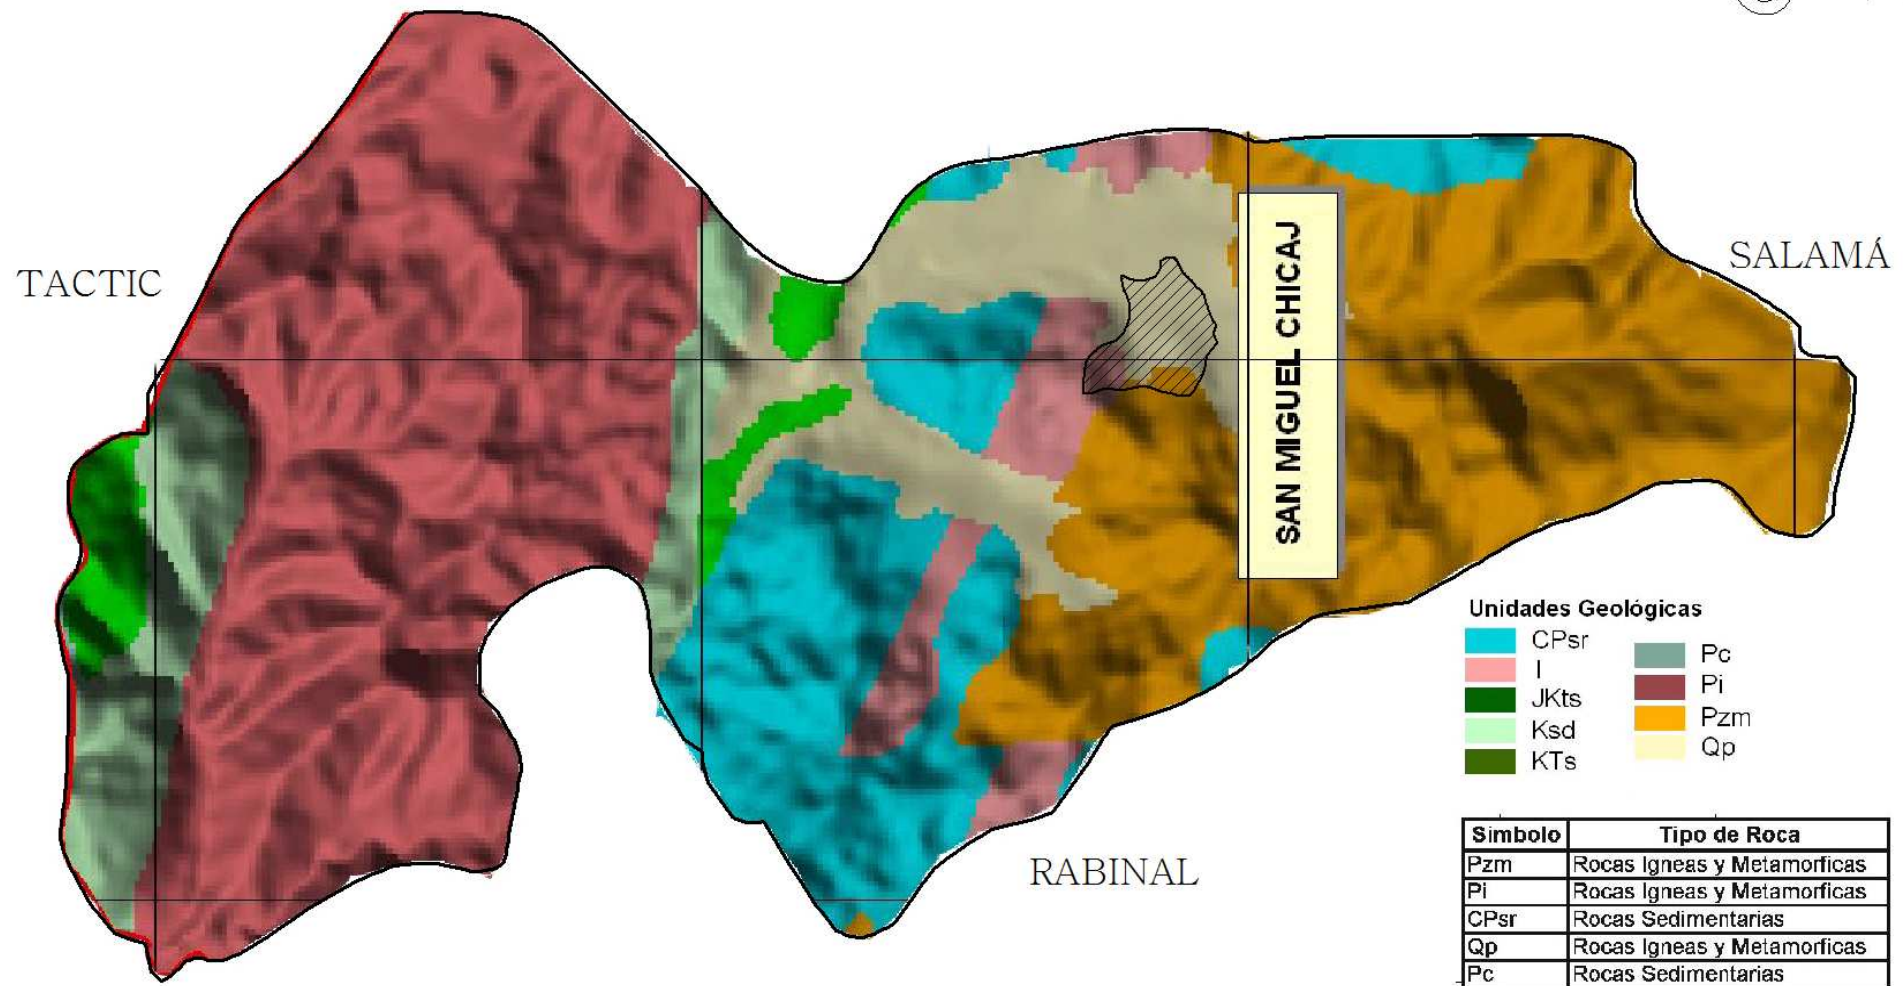 TACTIC
SAN MIGUEL CHICAJ
SALAMÁ
RABINAL
Unidades Geológicas
CPsr
I
JKts
Ksd
KTs
Pc
Pi
Pzm
Qp
Simbolo Tipo de Roca
Pzm Rocas Igneas y Metamorficas
Pi Rocas Igneas y Metamorficas
CPsr Rocas Sedimentarias
Qp Rocas Igneas y Metamorficas
Pc Rocas Sedimentarias